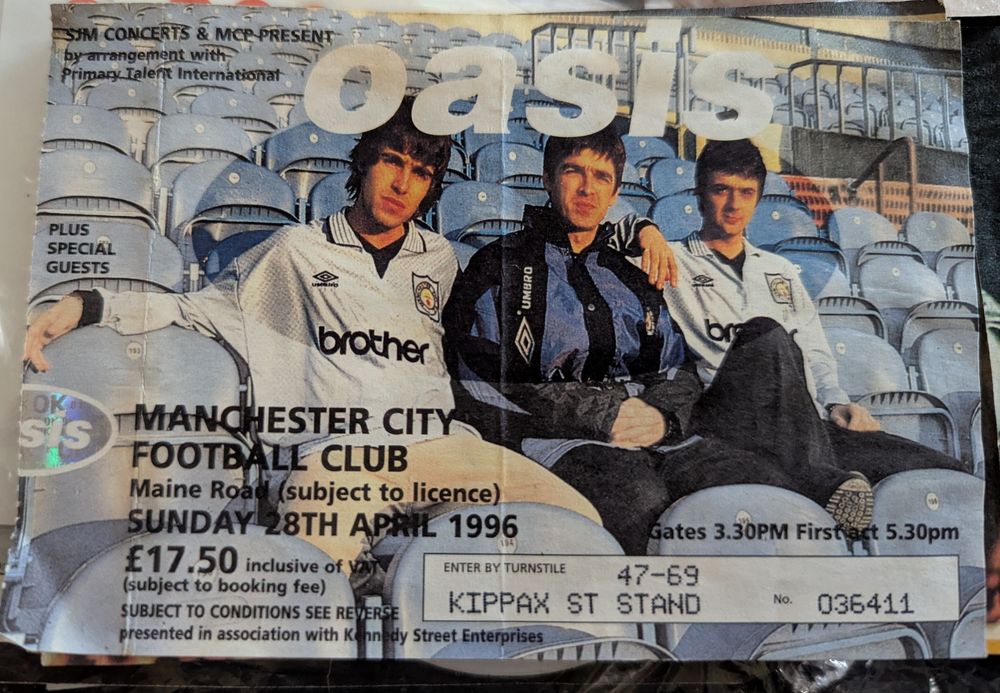 SJM CONCERTS & MCP PRESENT
by arrangement with
Primary Talent International
oasis
PLUS
SPECIAL
GUESTS
UMBRO
UMBRO
brother
bro
OK
sis
MANCHESTER CITY
FOOTBALL CLUB
Maine Road (subject to licence)
SUNDAY 28TH APRIL 1996
Gates 3.30PM First act 5.30pm
£17.50 inclusive of VAT
(subject to booking fee)
ENTER BY TURNSTILE 47-69
KIPPAX ST STAND No. 036411
SUBJECT TO CONDITIONS SEE REVERSE
presented in association with Kennedy Street Enterprises